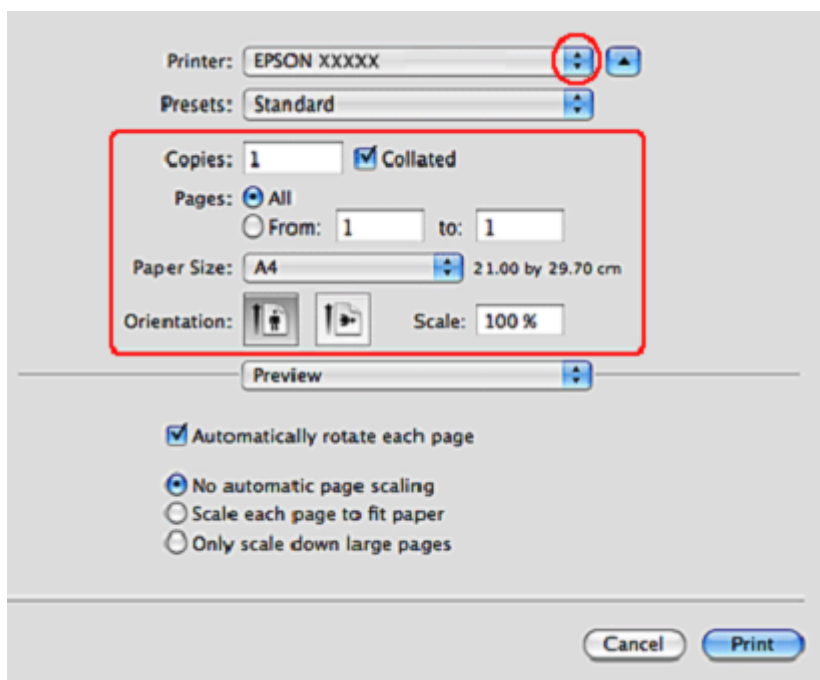 Printer: EPSON XXXXX
Presets: Standard
Copies: 1 Collated
Pages: All
From: 1 to: 1
Paper Size: A4 21.00 by 29.70 cm
Orientation: Scale: 100 %
Preview
Automatically rotate each page
No automatic page scaling
Scale each page to fit paper
Only scale down large pages
Cancel Print